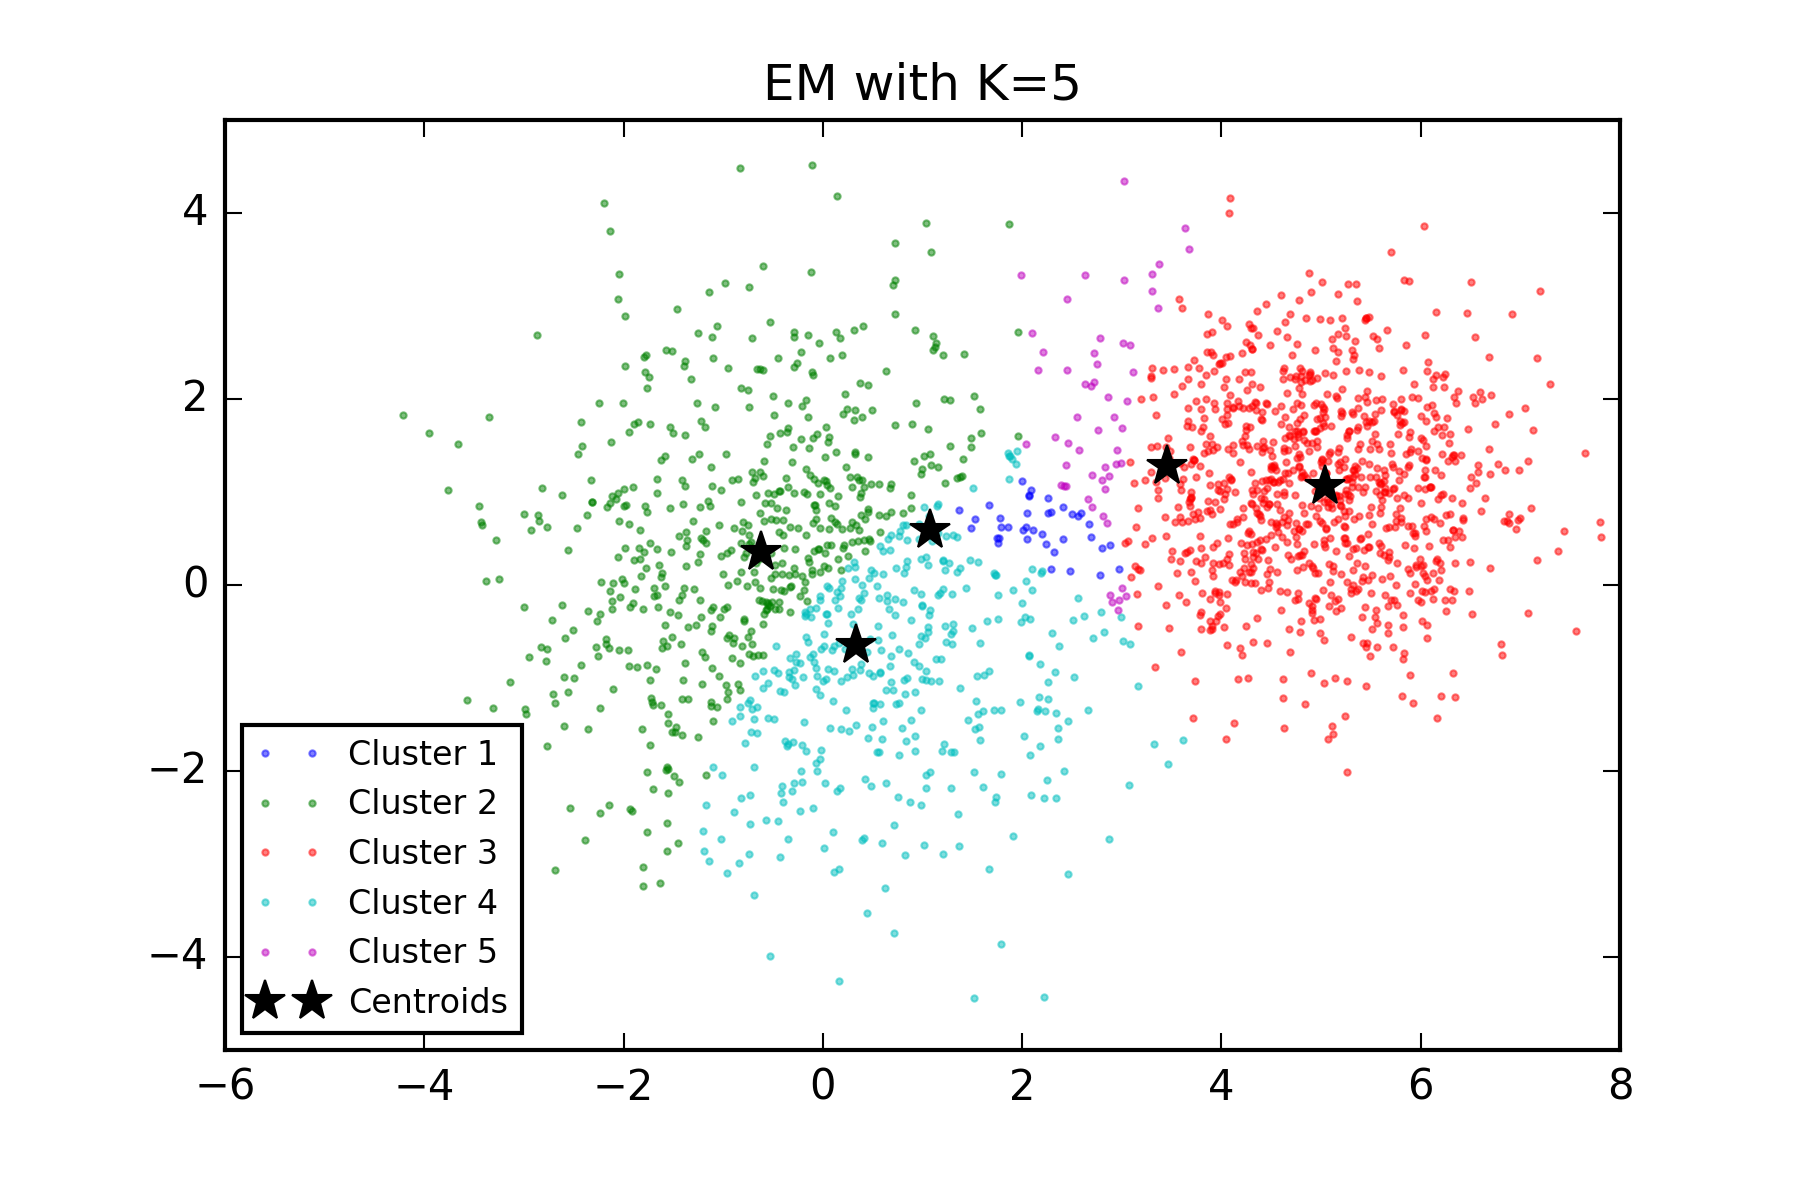 EM with K=5
4
2
0
−2
−4
Cluster 1
Cluster 2
Cluster 3
Cluster 4
Cluster 5
Centroids
−6 −4 −2 0 2 4 6 8